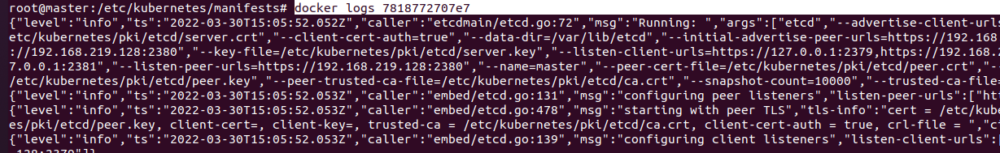 root@master:/etc/kubernetes/manifests# docker logs 7818772707e7
{"level":"info","ts":"2022-03-30T15:05:52.052Z","caller":"etcdmain/etcd.go:72","msg":"Running: ","args":["etcd","--advertise-client-urls
etc/kubernetes/pki/etcd/server.crt","--client-cert-auth=true","--data-dir=/var/lib/etcd","--initial-advertise-peer-urls=https://192.168
://192.168.219.128:2380","--key-file=/etc/kubernetes/pki/etcd/server.key","--listen-client-urls=https://127.0.0.1:2379,https://192.168.2
7.0.0.1:2381","--listen-peer-urls=https://192.168.219.128:2380","--name=master","--peer-cert-file=/etc/kubernetes/pki/etcd/peer.crt","-
/etc/kubernetes/pki/etcd/peer.key","--peer-trusted-ca-file=/etc/kubernetes/pki/etcd/ca.crt","--snapshot-count=10000","--trusted-ca-file
{"level":"info","ts":"2022-03-30T15:05:52.053Z","caller":"embed/etcd.go:131","msg":"configuring peer listeners","listen-peer-urls":["htt
{"level":"info","ts":"2022-03-30T15:05:52.053Z","caller":"embed/etcd.go:478","msg":"starting with peer TLS","tls-info":"cert = /etc/kube
es/pki/etcd/peer.key, client-cert=, client-key=, trusted-ca = /etc/kubernetes/pki/etcd/ca.crt, client-cert-auth = true, crl-file = ","c
{"level":"info","ts":"2022-03-30T15:05:52.053Z","caller":"embed/etcd.go:139","msg":"configuring client listeners","listen-client-urls":
.128:2379"]}